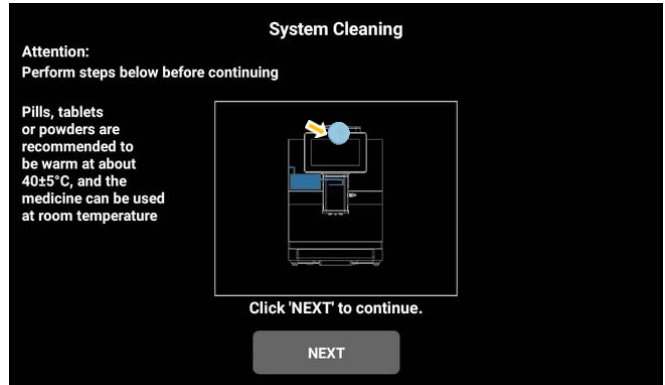 System Cleaning
Attention:
Perform steps below before continuing
Pills, tablets
or powders are
recommended to
be warm at about
40±5°C, and the
medicine can be used
at room temperature
Click 'NEXT' to continue.
NEXT